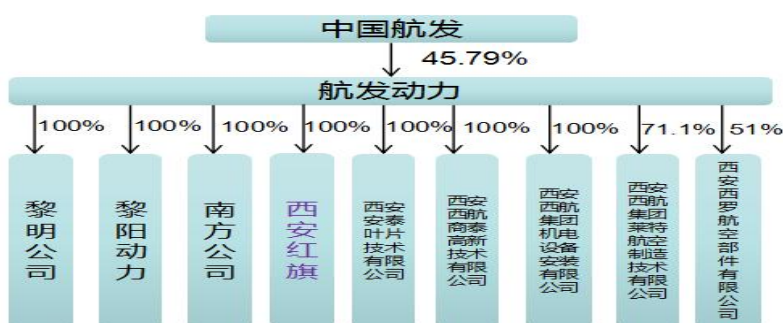 中国航发
45.79%
航发动力
100%
100%
100%
100%
100%
100%
100%
71.1%
51%
黎明公司
黎阳动力
南方公司
西安红旗
西安安泰叶片技术有限公司
西安西航商泰高新技术有限公司
西安西航集团机电设备安装有限公司
西安西航集团莱特航空制造技术有限公司
西安西罗航空部件有限公司